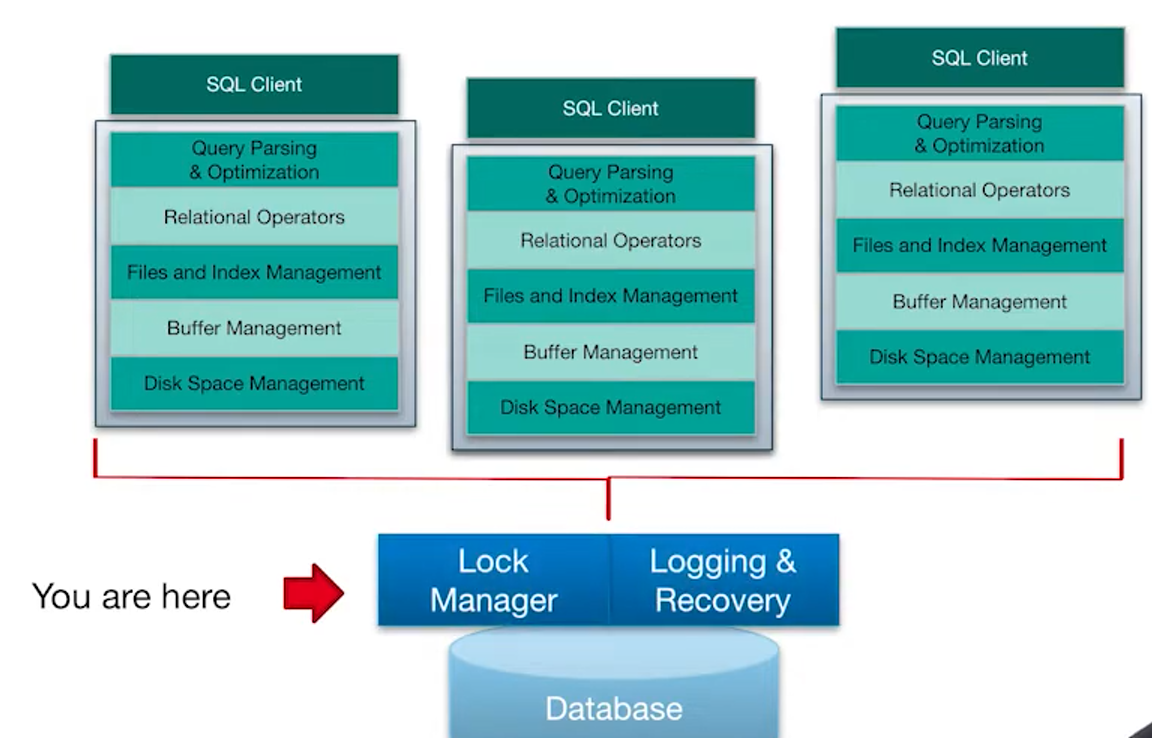 SQL Client
Query Parsing
& Optimization
Relational Operators
Files and Index Management
Buffer Management
Disk Space Management
SQL Client
Query Parsing
& Optimization
Relational Operators
Files and Index Management
Buffer Management
Disk Space Management
SQL Client
Query Parsing
& Optimization
Relational Operators
Files and Index Management
Buffer Management
Disk Space Management
You are here
Lock
Manager
Logging &
Recovery
Database